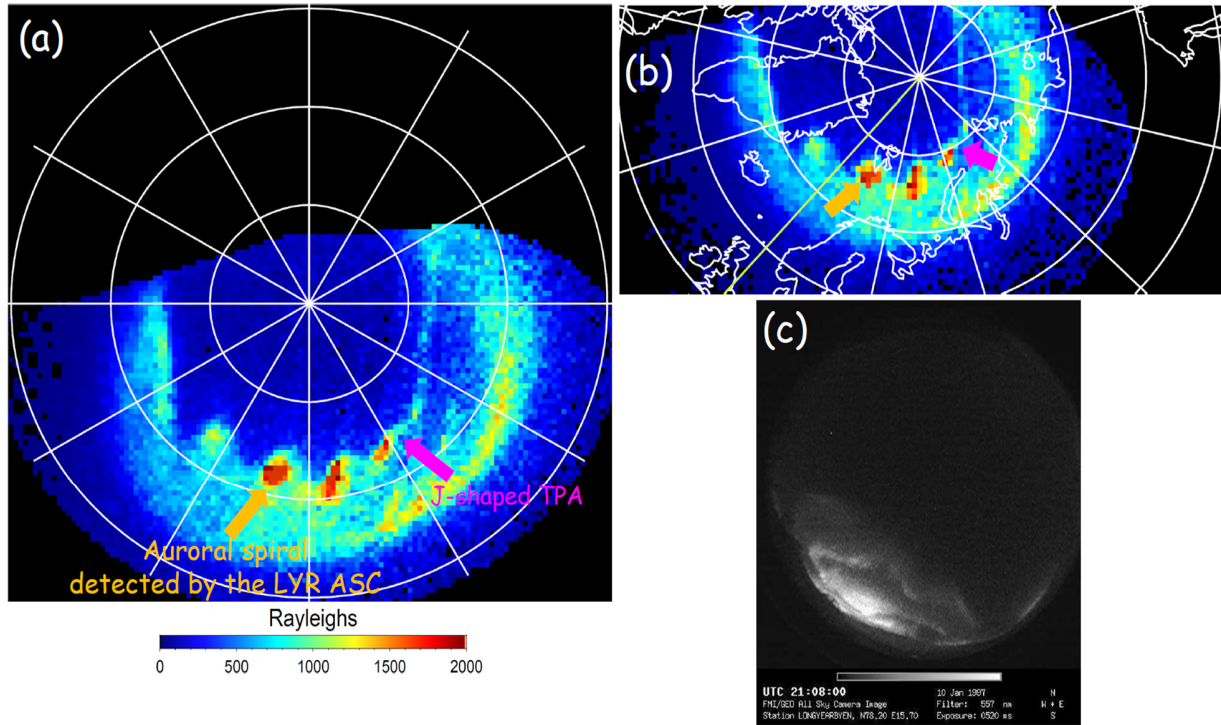 (a)
J-shaped TPA
Auroral spiral
detected by the LYR ASC
Rayleighs
0 500 1000 1500 2000
(b)
(c)
UTC 21:08:00 10 Jan 1997 N
FMI/GEO All Sky Camera Image Filter: 557 nm W + E
Station LONGYEARBYEN, N78.20 E15.70 Exposure: 0520 ms S